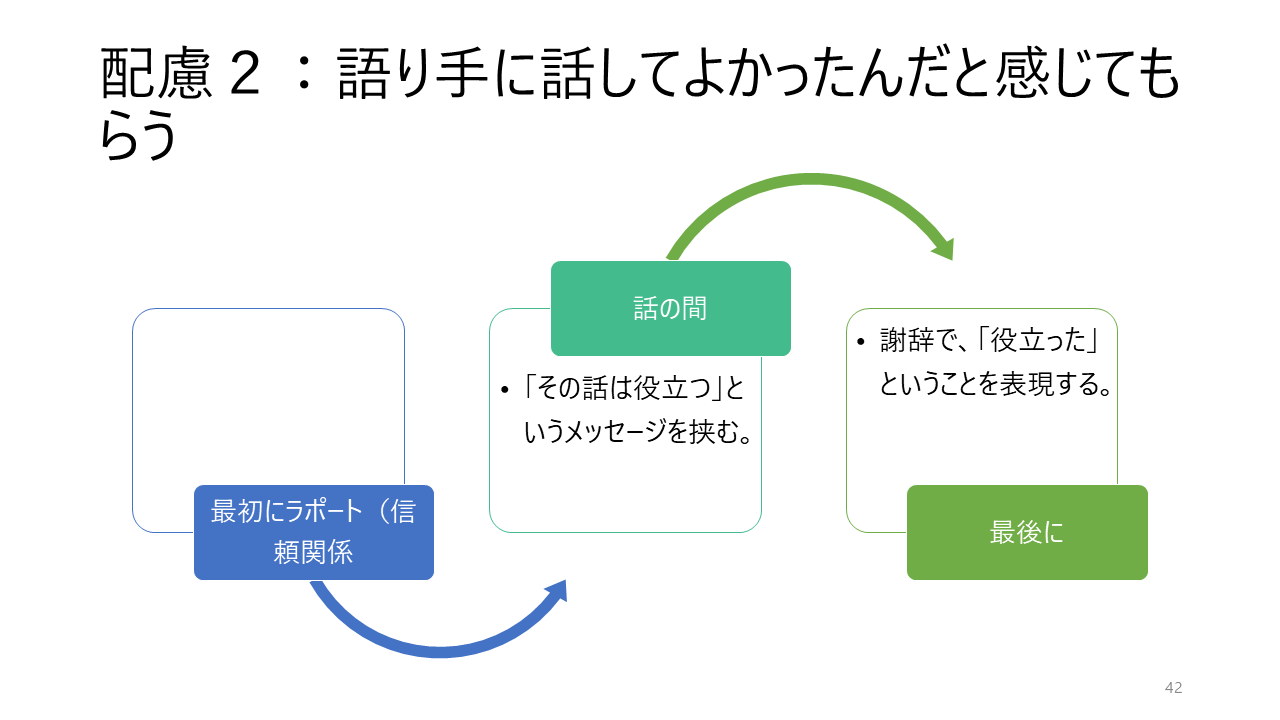 配慮２：語り手に話してよかったんだと感じても
らう
最初にラポート（信
頼関係
話の間
• 「その話は役立つ」と
いうメッセージを挟む。
• 謝辞で、「役立った」
ということを表現する。
最後に
42